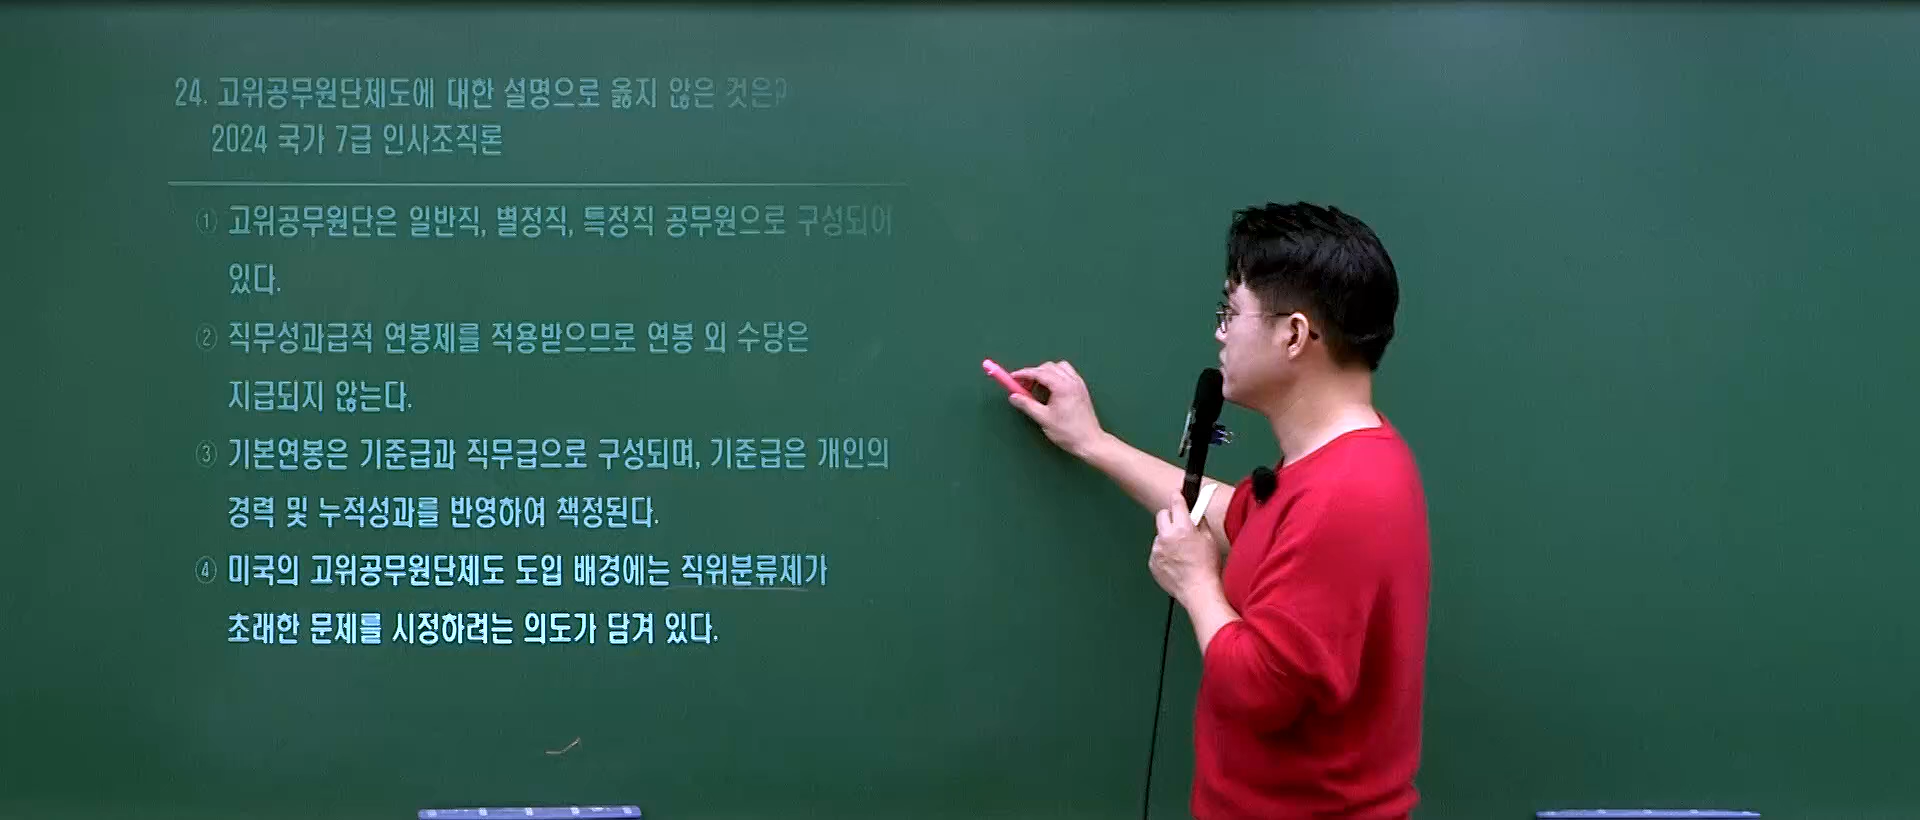 24. 고위공무원단제도에 대한 설명으로 옳지 않은 것은?
2024 국가 7급 인사조직론
① 고위공무원단은 일반직, 별정직, 특정직 공무원으로 구성되어
있다.
② 직무성과급적 연봉제를 적용받으므로 연봉 외 수당은
지급되지 않는다.
③ 기본연봉은 기준급과 직무급으로 구성되며, 기준급은 개인의
경력 및 누적성과를 반영하여 책정된다.
④ 미국의 고위공무원단제도 도입 배경에는 직위분류제가
초래한 문제를 시정하려는 의도가 담겨 있다.